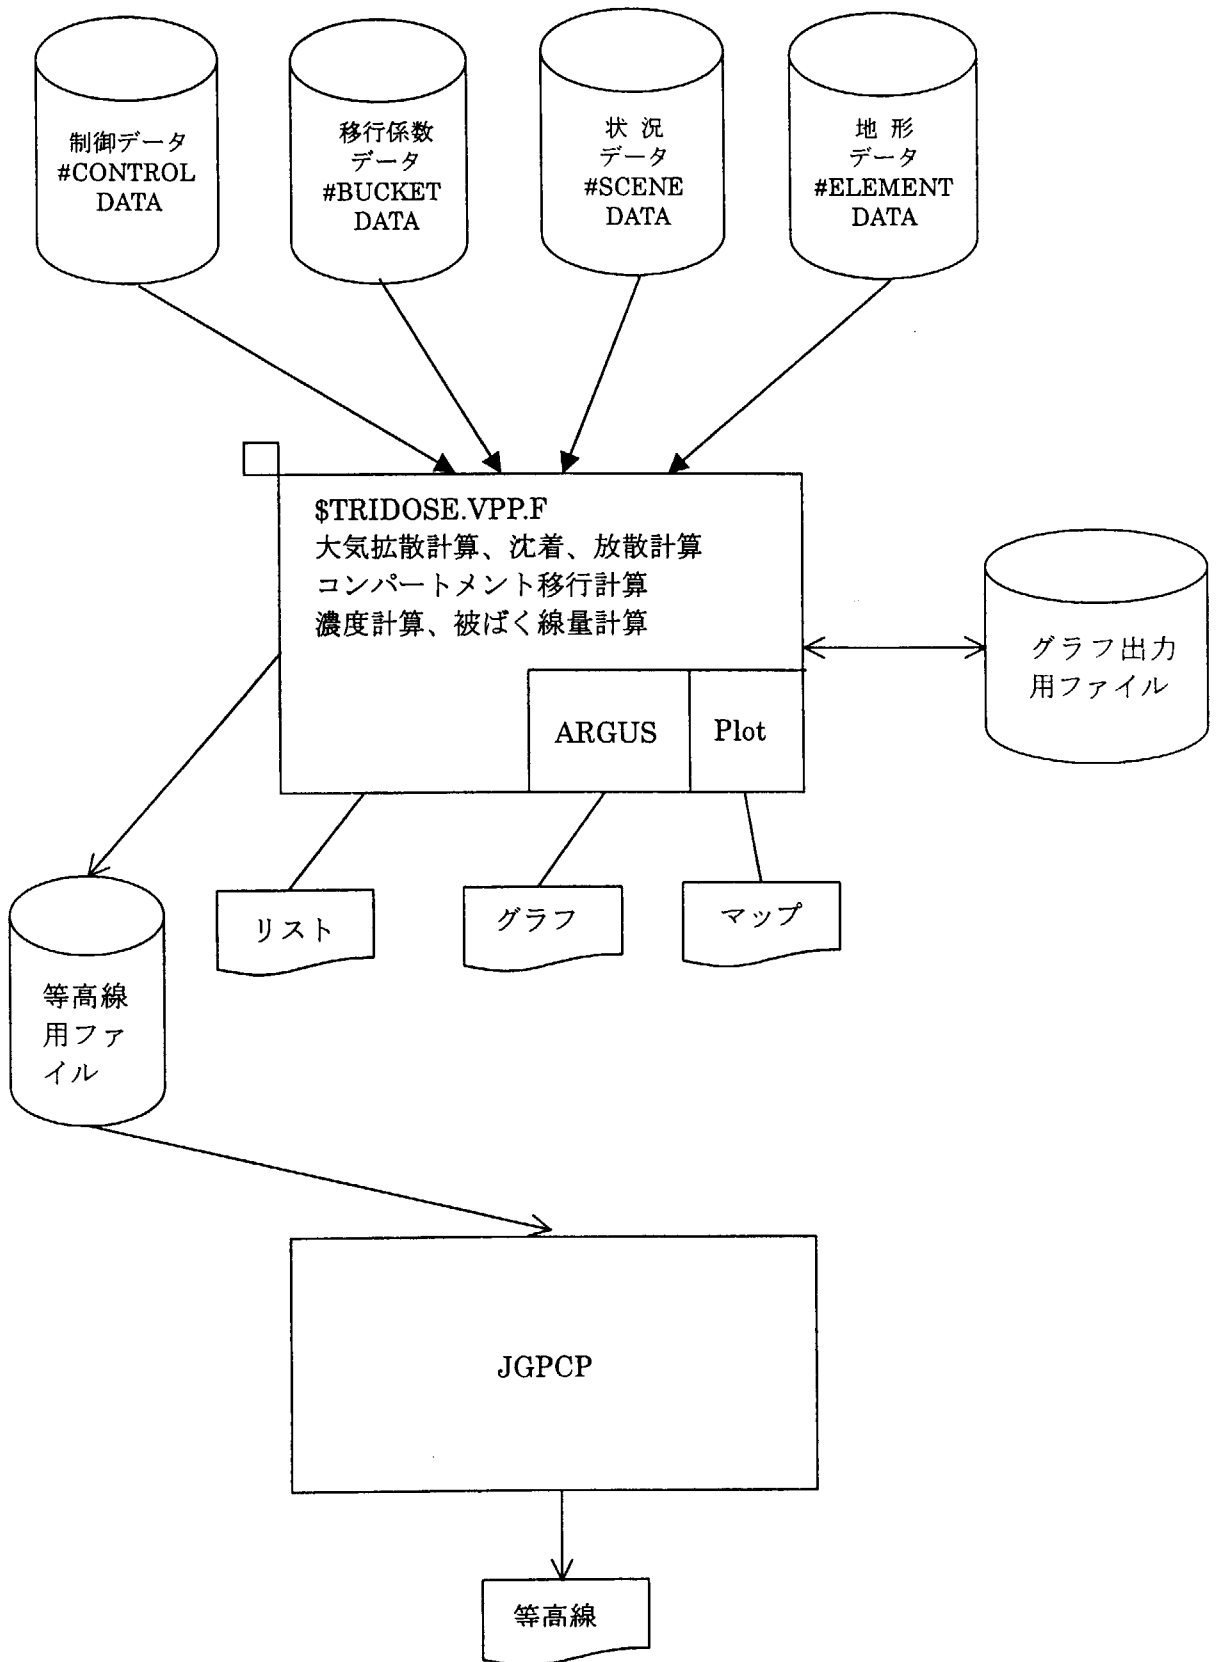 制御データ
#CONTROL
DATA
移行係数
データ
#BUCKET
DATA
状 況
データ
#SCENE
DATA
地 形
データ
#ELEMENT
DATA
$TRIDOSE.VPP.F
大気拡散計算、沈着、放散計算
コンパートメント移行計算
濃度計算、被ばく線量計算
ARGUS
Plot
グラフ出力
用ファイル
リスト
グラフ
マップ
等高線
用ファ
イル
JGPCP
等高線